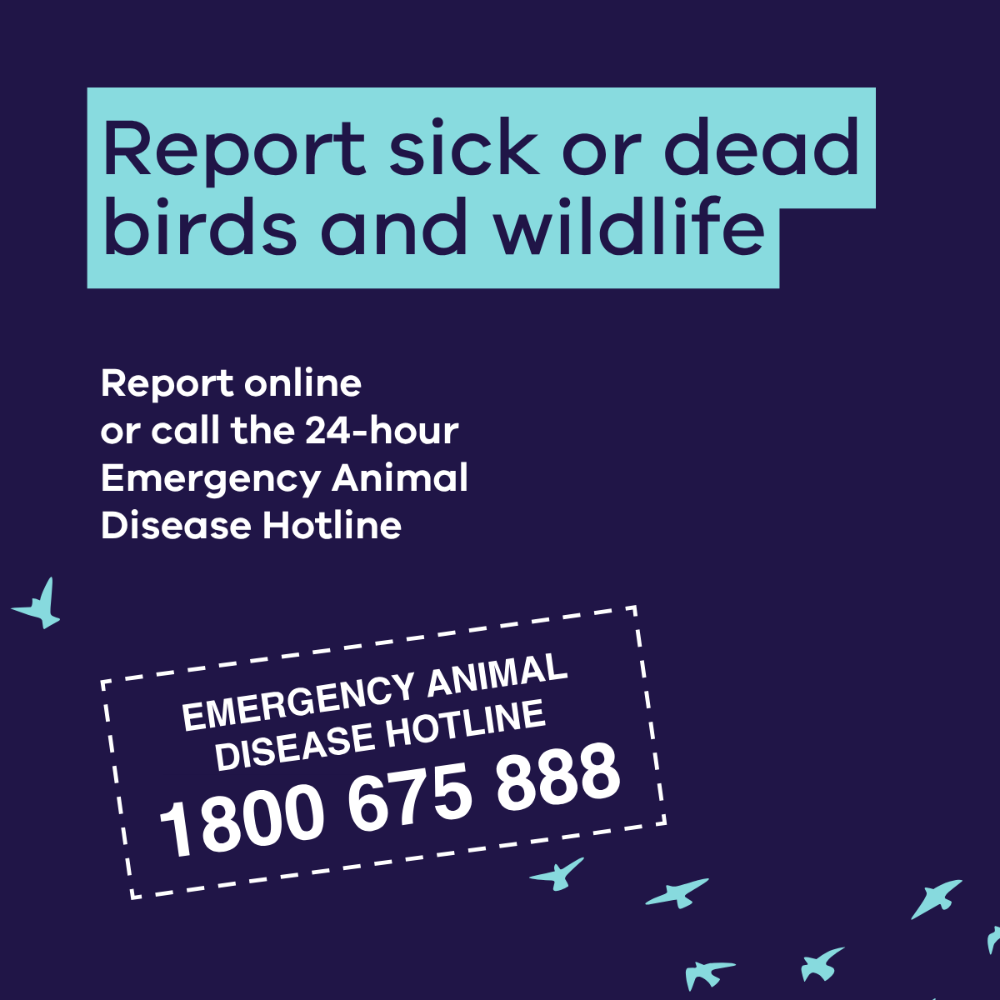 Report sick or dead
birds and wildlife
Report online
or call the 24-hour
Emergency Animal
Disease Hotline
EMERGENCY ANIMAL
DISEASE HOTLINE
1800 675 888